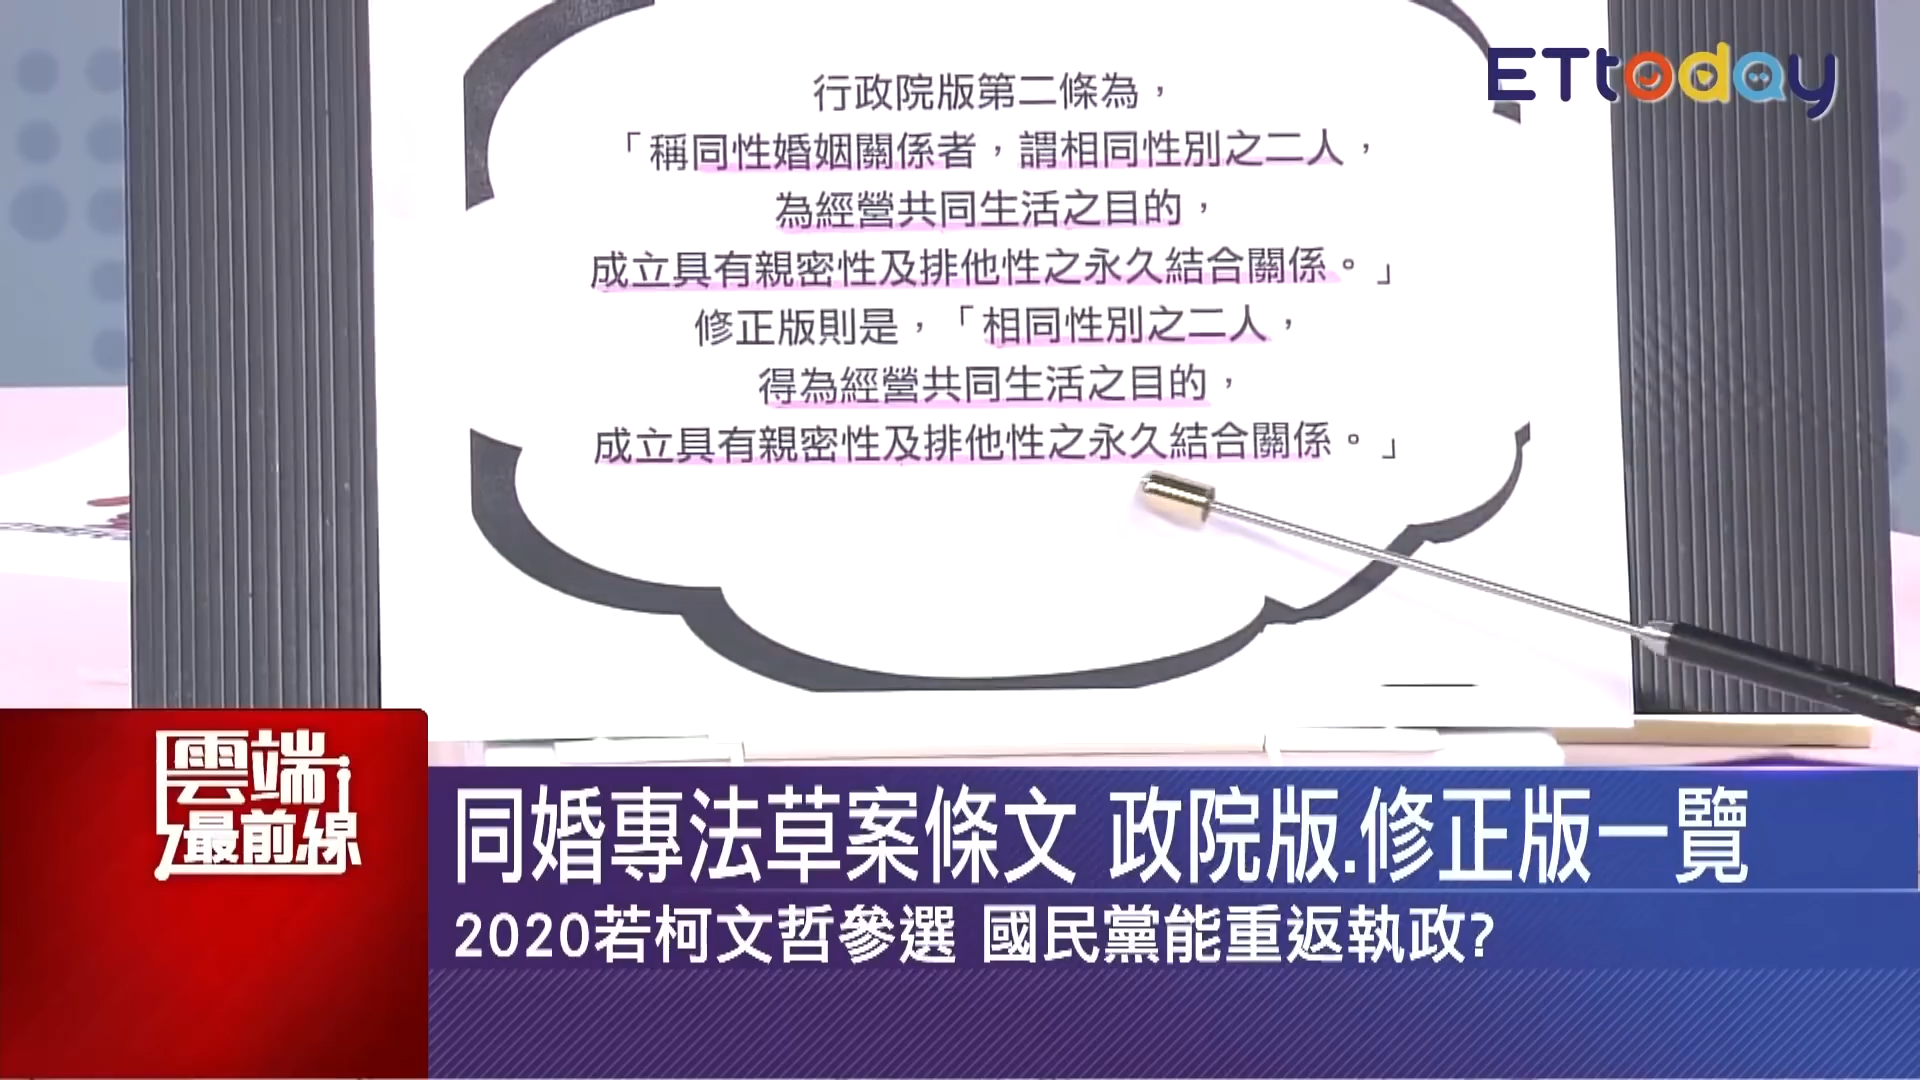 ETtoday
行政院版第二條為，
「稱同性婚姻關係者，謂相同性別之二人，
為經營共同生活之目的，
成立具有親密性及排他性之永久結合關係。」
修正版則是，「相同性別之二人，
得為經營共同生活之目的，
成立具有親密性及排他性之永久結合關係。」
雲端
最前線
同婚專法草案條文 政院版.修正版一覽
2020若柯文哲參選 國民黨能重返執政?